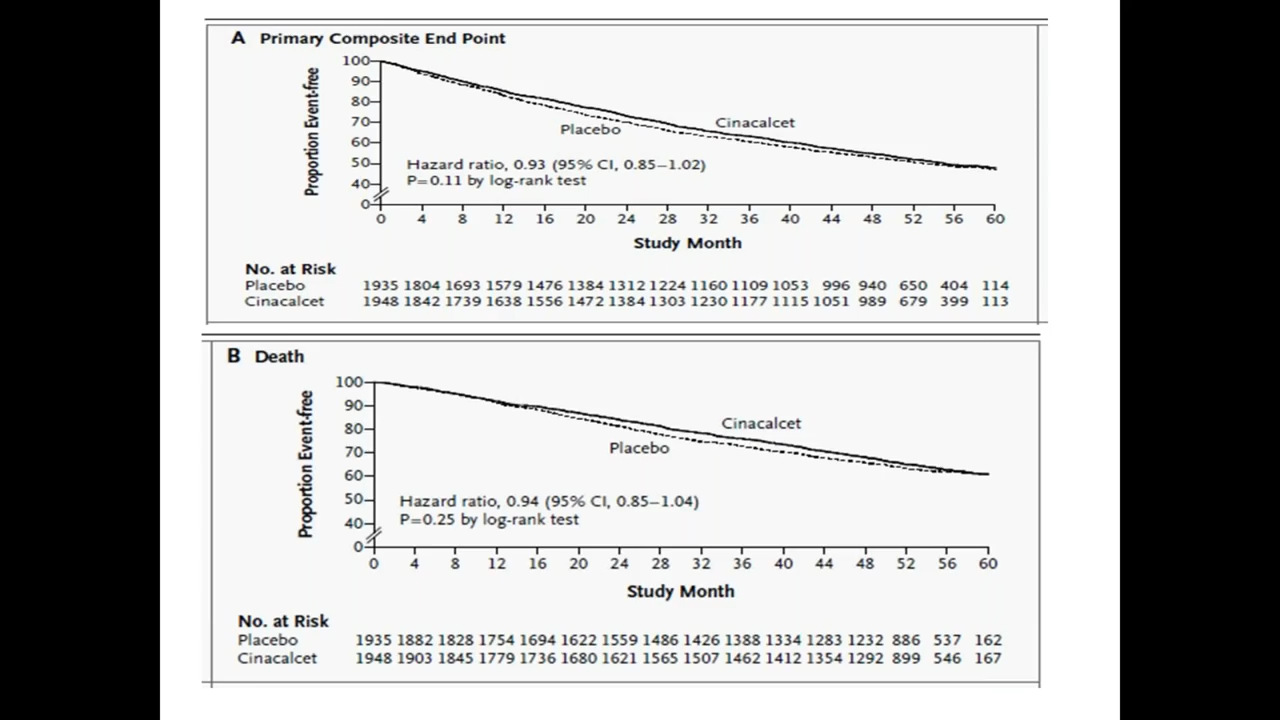 A Primary Composite End Point
Proportion Event-free
100
90
80
70
60
50
40
0
Cinacalcet
Placebo
Hazard ratio, 0.93 (95% CI, 0.85–1.02)
P=0.11 by log-rank test
0 4 8 12 16 20 24 28 32 36 40 44 48 52 56 60
Study Month
No. at Risk
Placebo 1935 1804 1693 1579 1476 1384 1312 1224 1160 1109 1053 996 940 650 404 114
Cinacalcet 1948 1842 1739 1638 1556 1472 1384 1303 1230 1177 1115 1051 989 679 399 113
B Death
Proportion Event-free
100
90
80
70
60
50
40
0
Cinacalcet
Placebo
Hazard ratio, 0.94 (95% CI, 0.85–1.04)
P=0.25 by log-rank test
0 4 8 12 16 20 24 28 32 36 40 44 48 52 56 60
Study Month
No. at Risk
Placebo 1935 1882 1828 1754 1694 1622 1559 1486 1426 1388 1334 1283 1232 886 537 162
Cinacalcet 1948 1903 1845 1779 1736 1680 1621 1565 1507 1462 1412 1354 1292 899 546 167